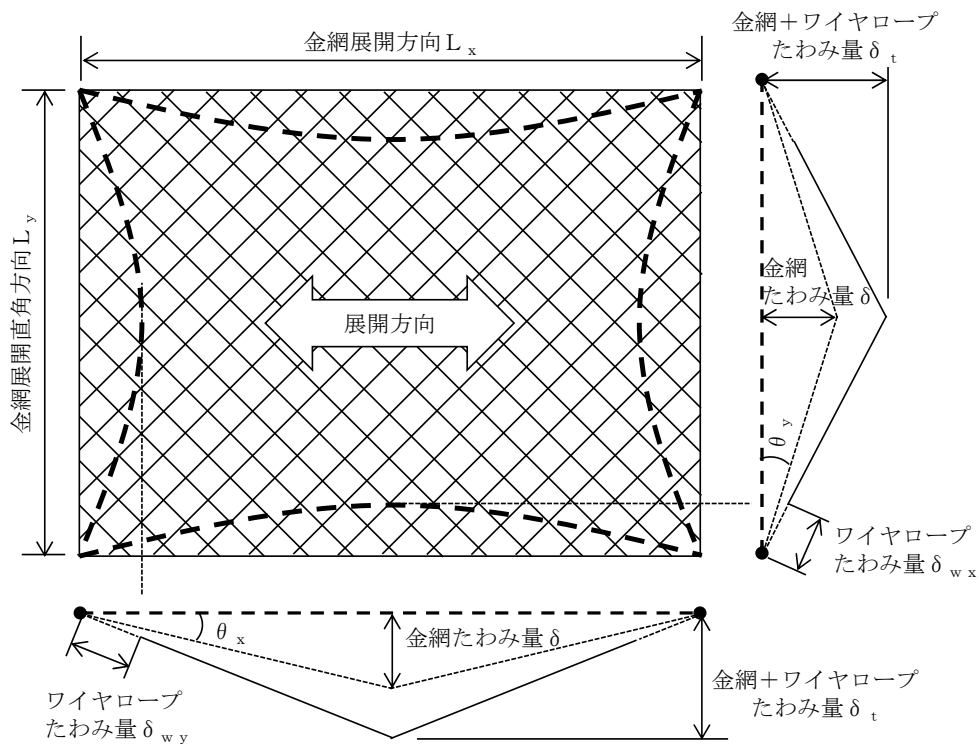 金網展開方向Lx
金網+ワイヤロープ
たわみ量δt
金網展開直角方向Ly
展開方向
金網
たわみ量δ
θy
ワイヤロープ
たわみ量δwx
θx
金網たわみ量δ
ワイヤロープ
たわみ量δwy
金網+ワイヤロープ
たわみ量δt